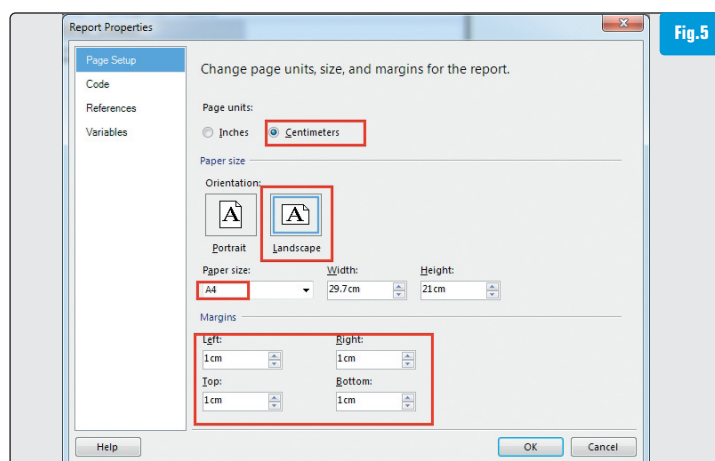 Report Properties
Fig.5
Page Setup
Code
References
Variables
Change page units, size, and margins for the report.
Page units:
Inches Centimeters
Paper size
Orientation:
A A
Portrait Landscape
Paper size: Width: Height:
A4 29.7cm 21cm
Margins
Left: Right:
1cm 1cm
Top: Bottom:
1cm 1cm
Help OK Cancel